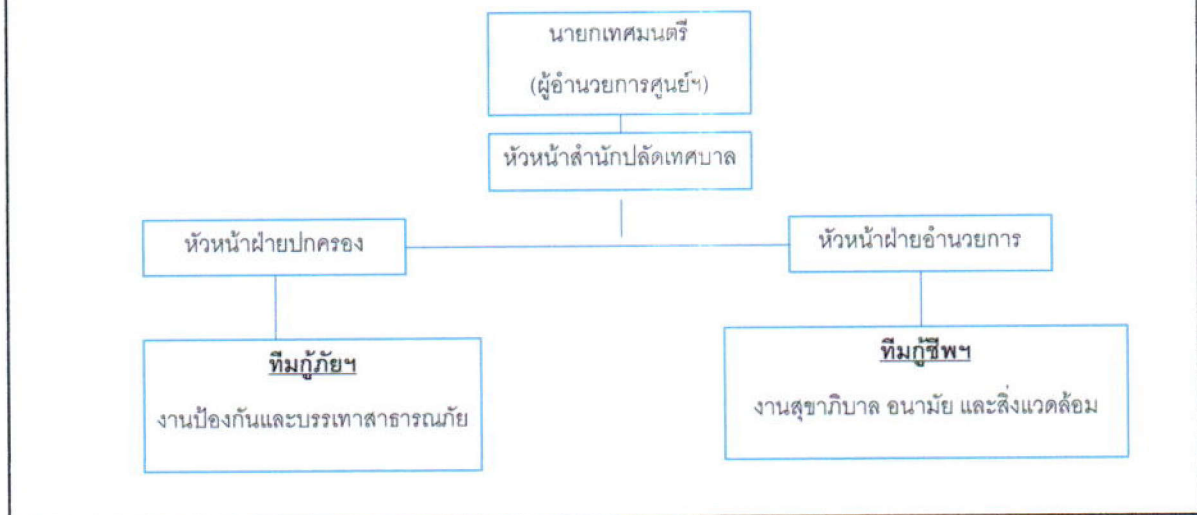 นายกเทศมนตรี
(ผู้อำนวยการศูนย์ฯ)
หัวหน้าสำนักปลัดเทศบาล
หัวหน้าฝ่ายปกครอง
หัวหน้าฝ่ายอำนวยการ
ทีมกู้ภัยฯ
งานป้องกันและบรรเทาสาธารณภัย
ทีมกู้ชีพฯ
งานสุขาภิบาล อนามัย และสิ่งแวดล้อม